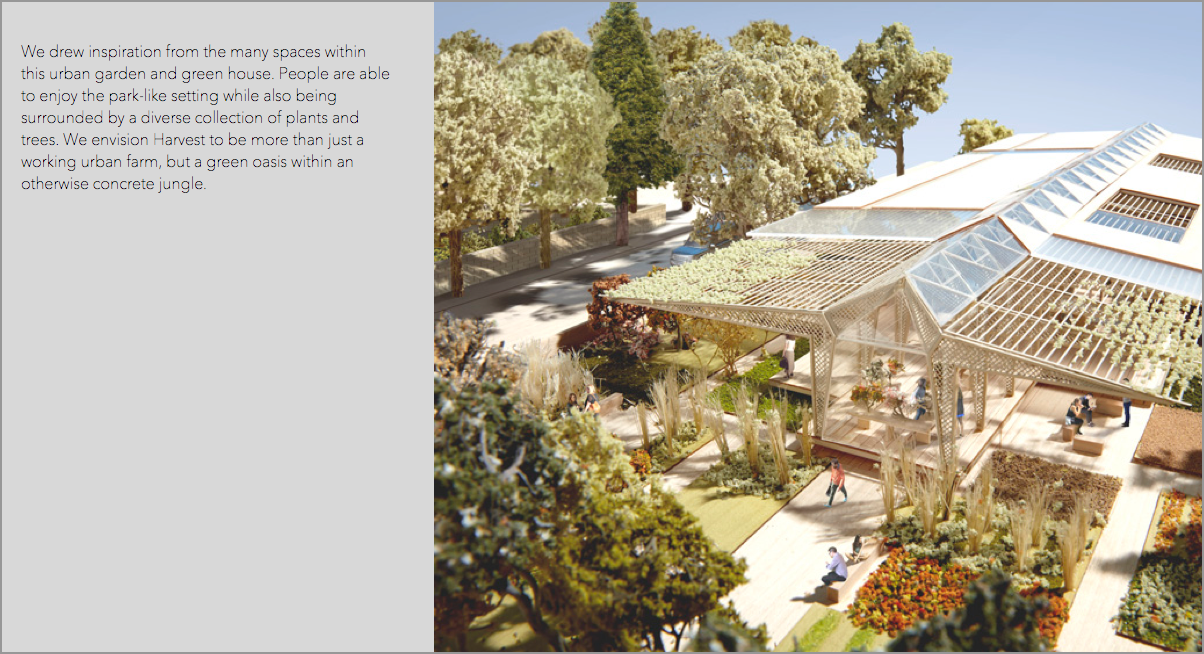 We drew inspiration from the many spaces within
this urban garden and green house. People are able
to enjoy the park-like setting while also being
surrounded by a diverse collection of plants and
trees. We envision Harvest to be more than just a
working urban farm, but a green oasis within an
otherwise concrete jungle.